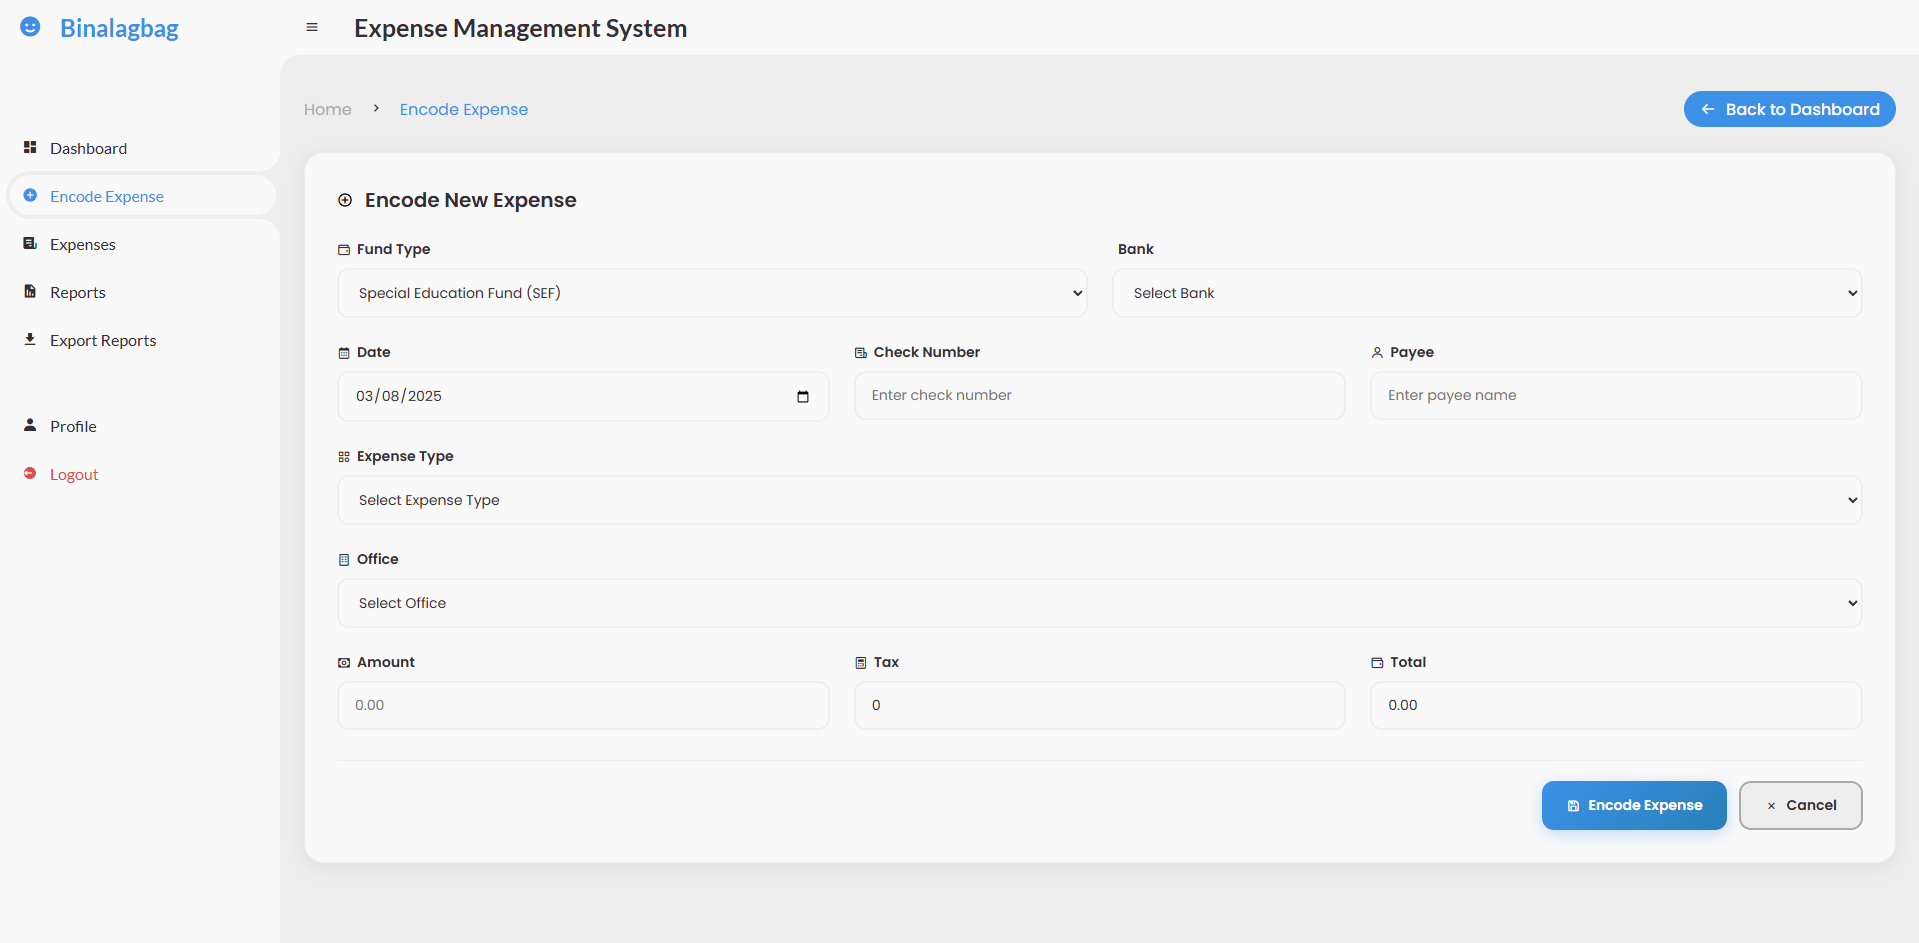 Binalagbag
Expense Management System
Home > Encode Expense
Back to Dashboard
Dashboard
Encode Expense
Expenses
Reports
Export Reports
Profile
Logout
Encode New Expense
Fund Type
Bank
Special Education Fund (SEF)
Select Bank
Date
Check Number
Payee
03/08/2025
Enter check number
Enter payee name
Expense Type
Select Expense Type
Office
Select Office
Amount
Tax
Total
0.00
0
0.00
Encode Expense
× Cancel